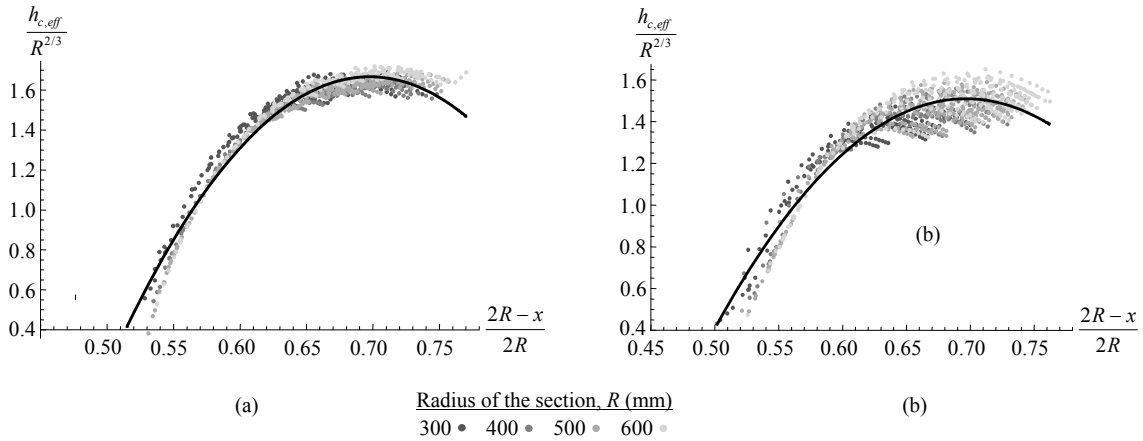 h_{c,eff}
R^{2/3}
1.6
1.4
1.2
1.0
0.8
0.6
0.4
0.50 0.55 0.60 0.65 0.70 0.75
2R − x
2R
(a)
h_{c,eff}
R^{2/3}
1.6
1.4
1.2
1.0
0.8
0.6
0.4
(b)
0.45 0.50 0.55 0.60 0.65 0.70 0.75
2R − x
2R
(b)
Radius of the section, R (mm)
300 400 500 600